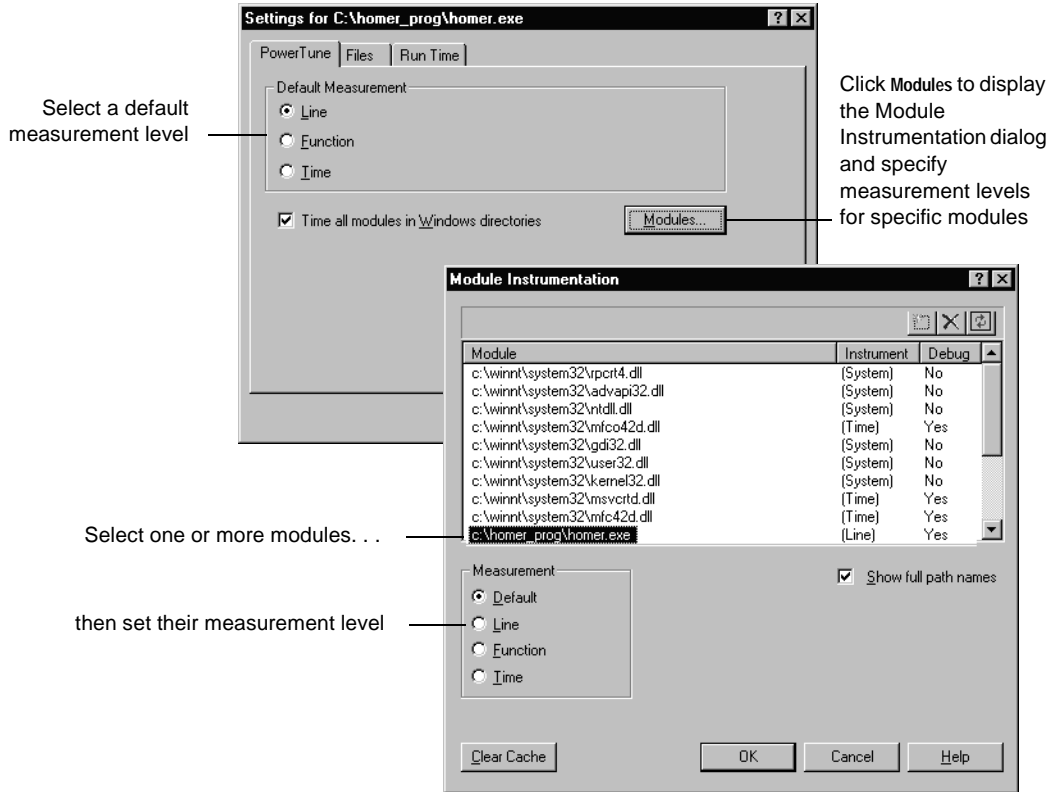 Settings for C:\homer_prog\homer.exe
PowerTune Files Run Time
Default Measurement
Line
Function
Time
Time all modules in Windows directories
Modules...
Select a default
measurement level
Click Modules to display
the Module
Instrumentation dialog
and specify
measurement levels
for specific modules
Module Instrumentation
Module Instrument Debug
c:\winnt\system32\rpcrt4.dll (System) No
c:\winnt\system32\advapi32.dll (System) No
c:\winnt\system32\ntdll.dll (System) No
c:\winnt\system32\mfco42d.dll (Time) Yes
c:\winnt\system32\gdi32.dll (System) No
c:\winnt\system32\user32.dll (System) No
c:\winnt\system32\kernel32.dll (System) No
c:\winnt\system32\msvcrtd.dll (Time) Yes
c:\winnt\system32\mfc42d.dll (Time) Yes
c:\homer_prog\homer.exe (Line) Yes
Select one or more modules. . .
Measurement
Default
Line
Function
Time
Show full path names
then set their measurement level
Clear Cache OK Cancel Help